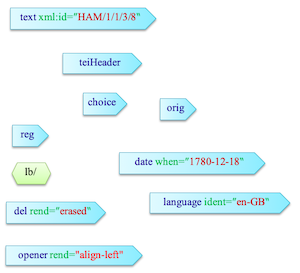 text xml:id="HAM/1/1/3/8"
teiHeader
choice
orig
reg
date when="1780-12-18"
lb/
language ident="en-GB"
del rend="erased"
opener rend="align-left"